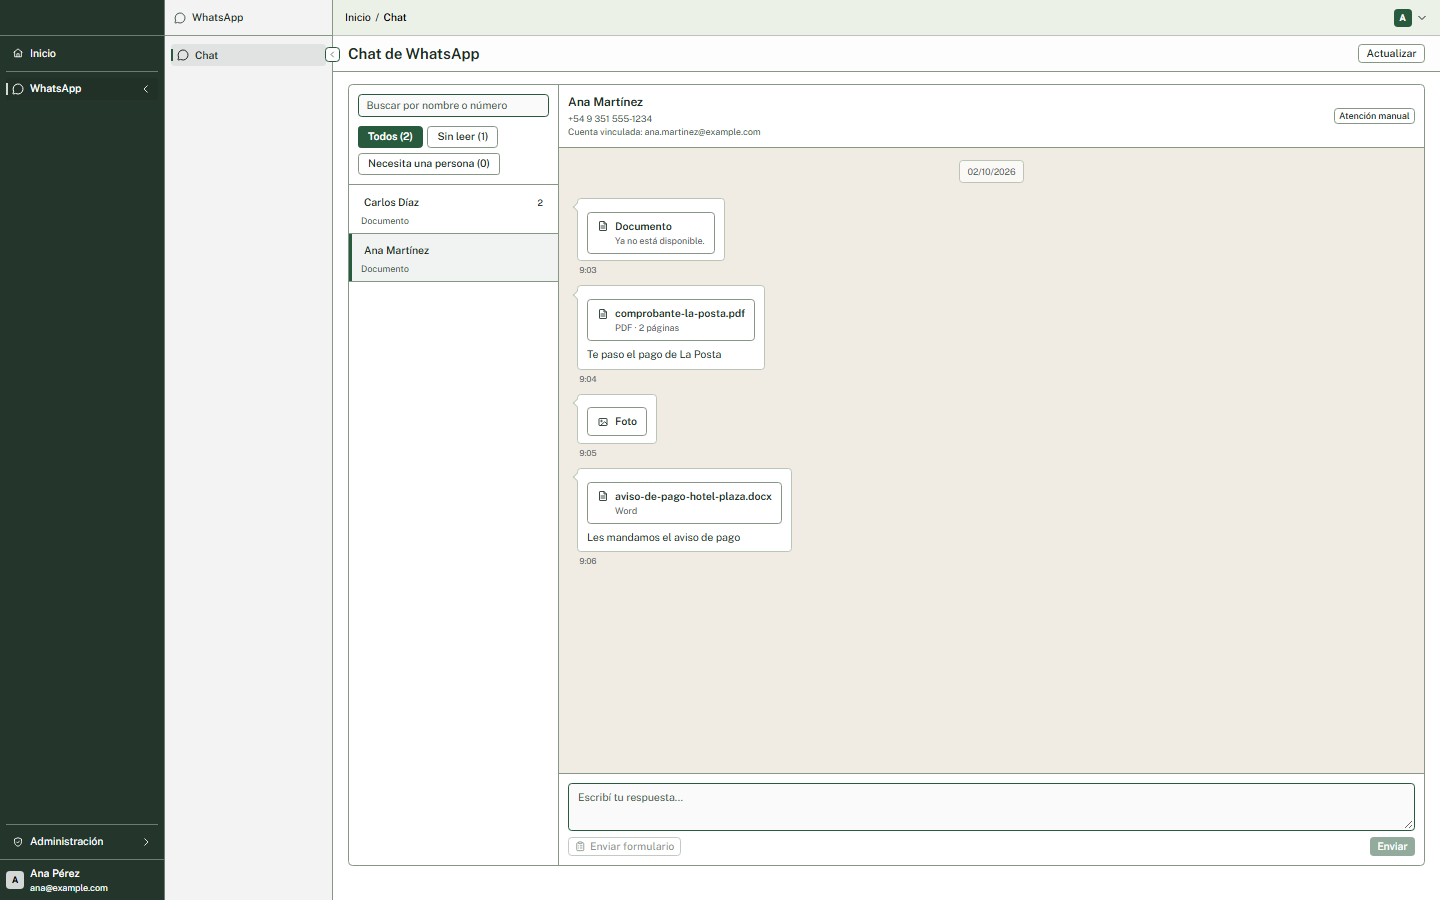 WhatsApp
Inicio / Chat
A
Inicio
WhatsApp
Chat
Chat de WhatsApp
Actualizar
Buscar por nombre o número
Todos (2)
Sin leer (1)
Necesita una persona (0)
Carlos Díaz
2
Documento
Ana Martínez
Documento
Ana Martínez
+54 9 351 555-1234
Cuenta vinculada: ana.martinez@example.com
Atención manual
02/10/2026
Documento
Ya no está disponible.
9:03
comprobante-la-posta.pdf
PDF · 2 páginas
Te paso el pago de La Posta
9:04
Foto
9:05
aviso-de-pago-hotel-plaza.docx
Word
Les mandamos el aviso de pago
9:06
Escribí tu respuesta...
Enviar formulario
Enviar
Administración
A
Ana Pérez
ana@example.com